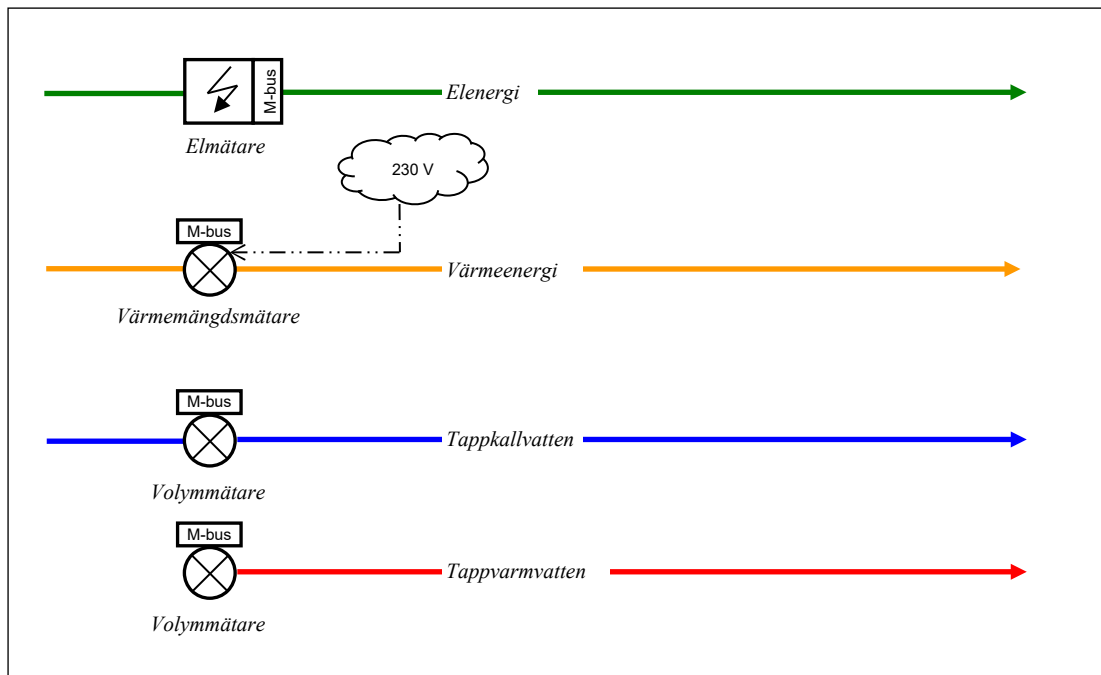 M-bus
Elenergi
Elmätare
230 V
M-bus
Värmeenergi
Värmemängdsmätare
M-bus
Tappkallvatten
Volymmätare
M-bus
Tappvarmvatten
Volymmätare